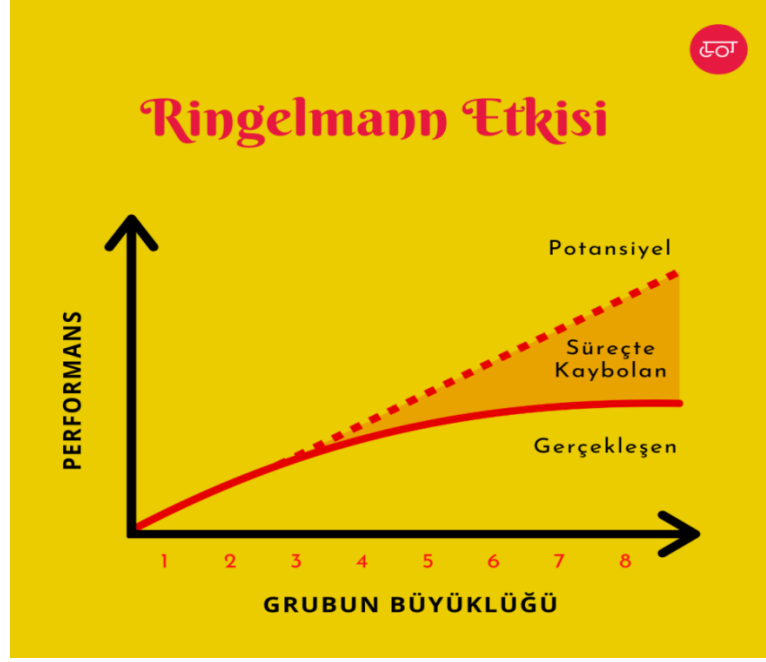 Ringelmann Etkisi
Potansiyel
Süreçte
Kaybolan
Gerçekleşen
PERFORMANS
1 2 3 4 5 6 7 8
GRUBUN BÜYÜKLÜĞÜ